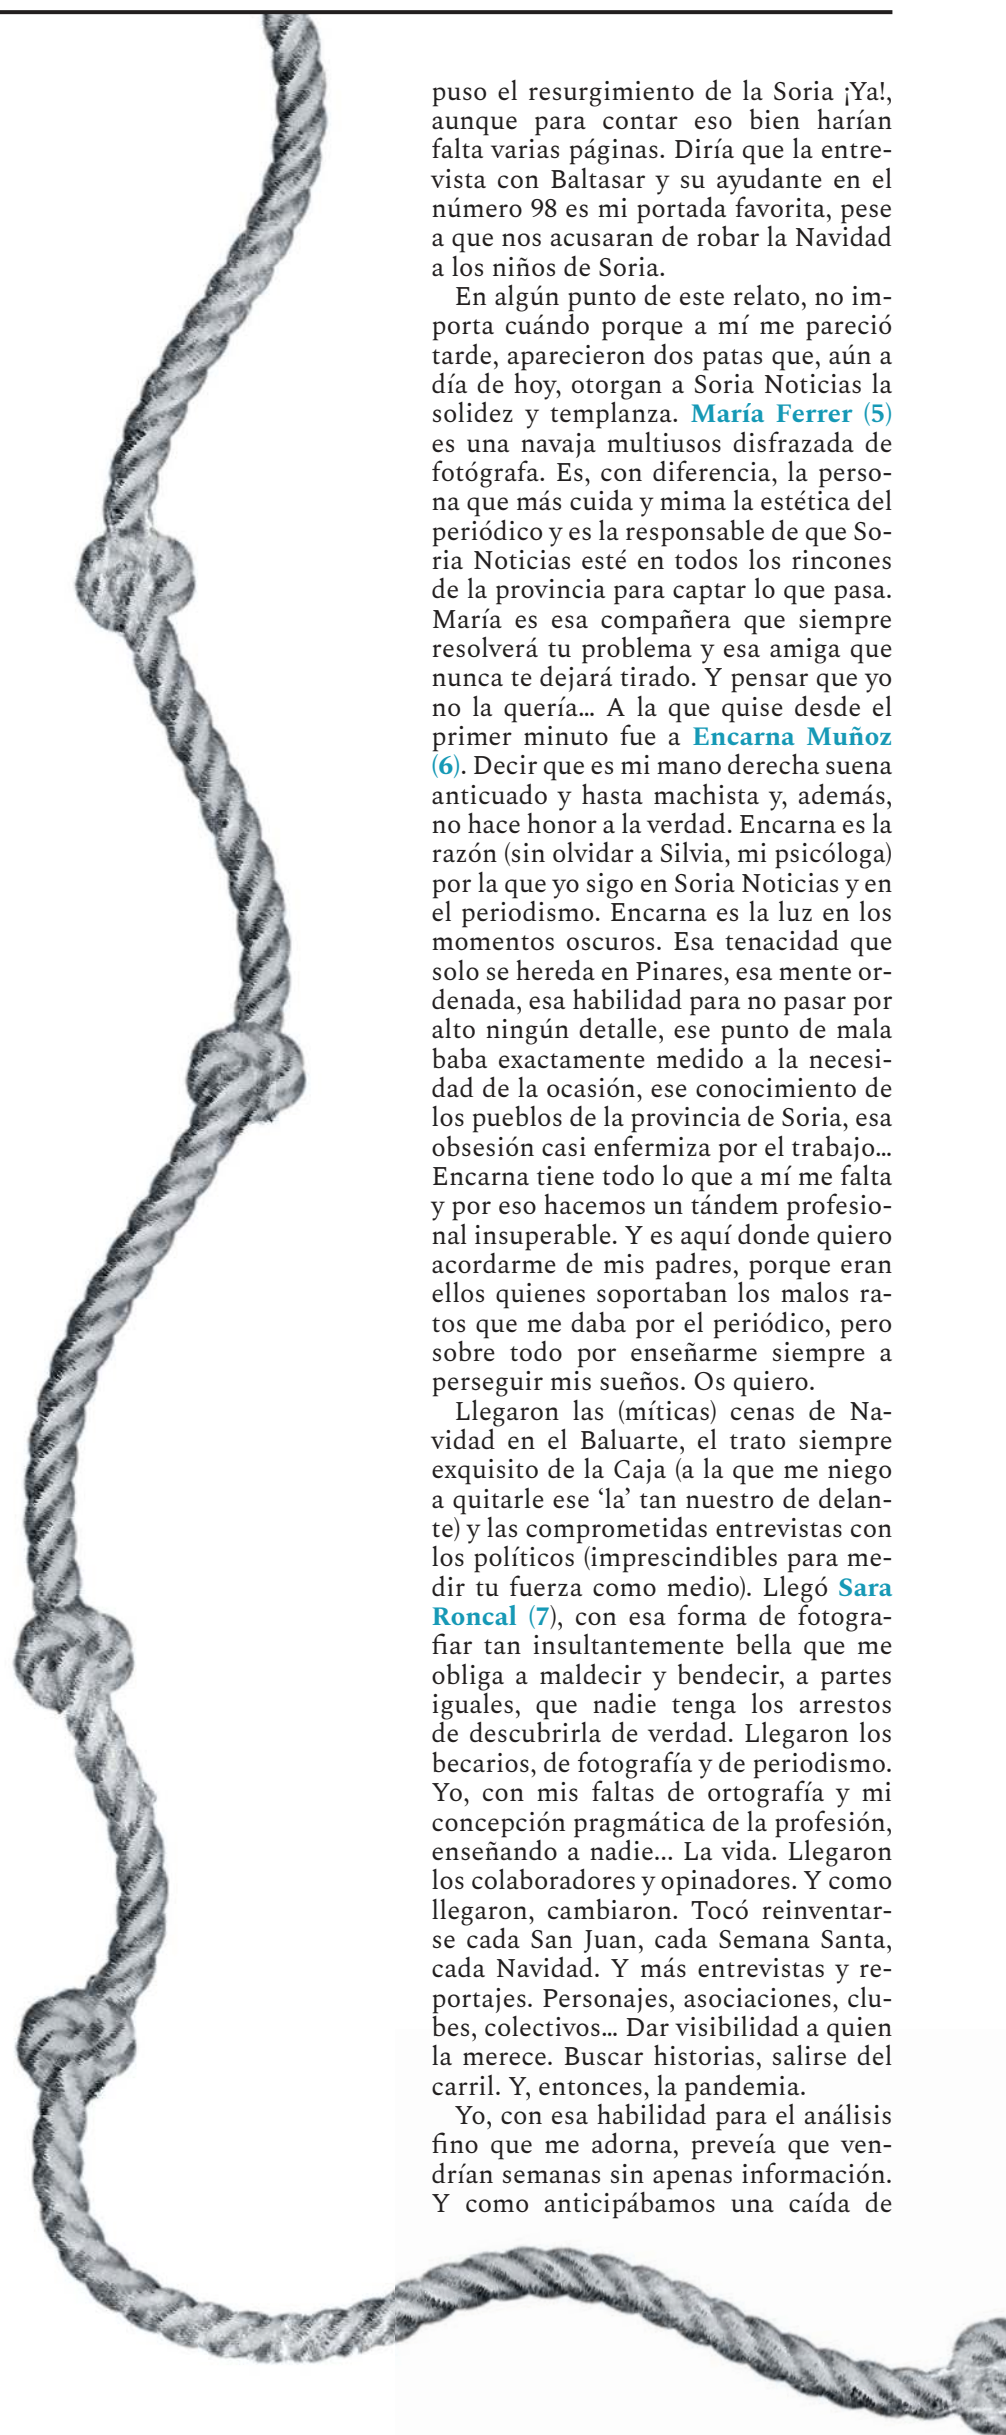 puso el resurgimiento de la Soria ¡Ya!,
aunque para contar eso bien harían
falta varias páginas. Diría que la entre-
vista con Baltasar y su ayudante en el
número 98 es mi portada favorita, pese
a que nos acusaran de robar la Navidad
a los niños de Soria.
En algún punto de este relato, no im-
porta cuándo porque a mí me pareció
tarde, aparecieron dos patas que, aún a
día de hoy, otorgan a Soria Noticias la
solidez y templanza. María Ferrer (5)
es una navaja multiusos disfrazada de
fotógrafa. Es, con diferencia, la perso-
na que más cuida y mima la estética del
periódico y es la responsable de que So-
ria Noticias esté en todos los rincones
de la provincia para captar lo que pasa.
María es esa compañera que siempre
resolverá tu problema y esa amiga que
nunca te dejará tirado. Y pensar que yo
no la quería... A la que quise desde el
primer minuto fue a Encarna Muñoz
(6). Decir que es mi mano derecha suena
anticuado y hasta machista y, además,
no hace honor a la verdad. Encarna es la
razón (sin olvidar a Silvia, mi psicóloga)
por la que yo sigo en Soria Noticias y en
el periodismo. Encarna es la luz en los
momentos oscuros. Esa tenacidad que
solo se hereda en Pinares, esa mente or-
denada, esa habilidad para no pasar por
alto ningún detalle, ese punto de mala
baba exactamente medido a la necesi-
dad de la ocasión, ese conocimiento de
los pueblos de la provincia de Soria, esa
obsesión casi enfermiza por el trabajo...
Encarna tiene todo lo que a mí me falta
y por eso hacemos un tándem profesio-
nal insuperable. Y es aquí donde quiero
acordarme de mis padres, porque eran
ellos quienes soportaban los malos ra-
tos que me daba por el periódico, pero
sobre todo por enseñarme siempre a
perseguir mis sueños. Os quiero.
Llegaron las (míticas) cenas de Na-
vidad en el Baluarte, el trato siempre
exquisito de la Caja (a la que me niego
a quitarle ese ‘la’ tan nuestro de delan-
te) y las comprometidas entrevistas con
los políticos (imprescindibles para me-
dir tu fuerza como medio). Llegó Sara
Roncal (7), con esa forma de fotogra-
fiar tan insultantemente bella que me
obliga a maldecir y bendecir, a partes
iguales, que nadie tenga los arrestos
de descubrirla de verdad. Llegaron los
becarios, de fotografía y de periodismo.
Yo, con mis faltas de ortografía y mi
concepción pragmática de la profesión,
enseñando a nadie... La vida. Llegaron
los colaboradores y opinadores. Y como
llegaron, cambiaron. Tocó reinventar-
se cada San Juan, cada Semana Santa,
cada Navidad. Y más entrevistas y re-
portajes. Personajes, asociaciones, clu-
bes, colectivos... Dar visibilidad a quien
la merece. Buscar historias, salirse del
carril. Y, entonces, la pandemia.
Yo, con esa habilidad para el análisis
fino que me adorna, preveía que ven-
drían semanas sin apenas información.
Y como anticipábamos una caída de